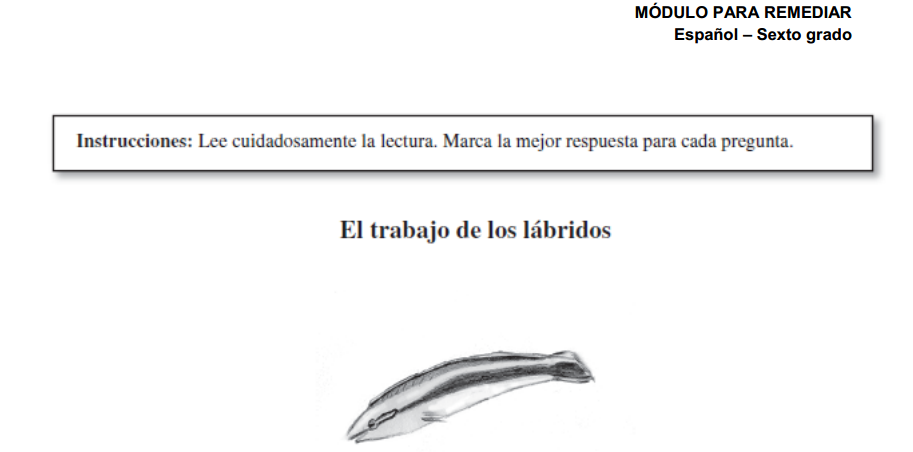 MÓDULO PARA REMEDIAR
Español – Sexto grado
Instrucciones: Lee cuidadosamente la lectura. Marca la mejor respuesta para cada pregunta.
El trabajo de los lábridos